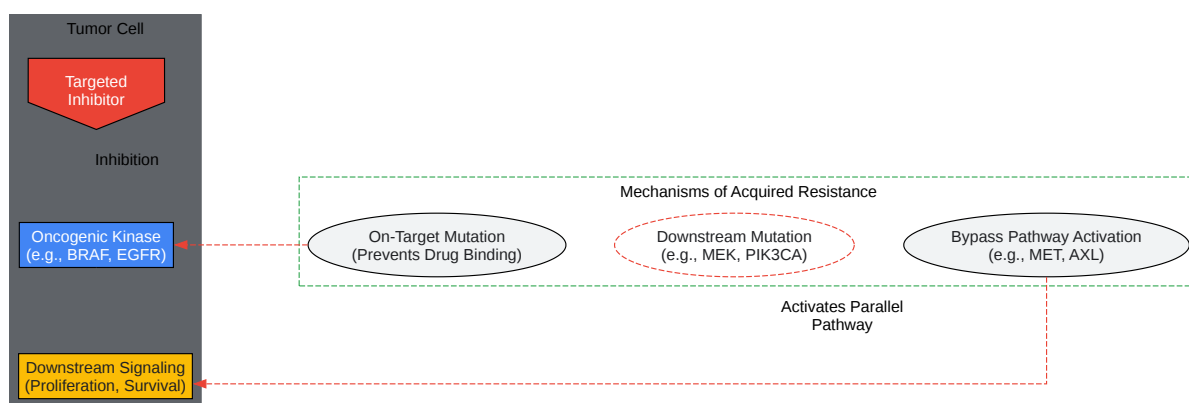 Tumor Cell
Targeted
Inhibitor
Inhibition
Mechanisms of Acquired Resistance
Oncogenic Kinase
(e.g., BRAF, EGFR)
On-Target Mutation
(Prevents Drug Binding)
Downstream Mutation
(e.g., MEK, PIK3CA)
Bypass Pathway Activation
(e.g., MET, AXL)
Activates Parallel
Pathway
Downstream Signaling
(Proliferation, Survival)